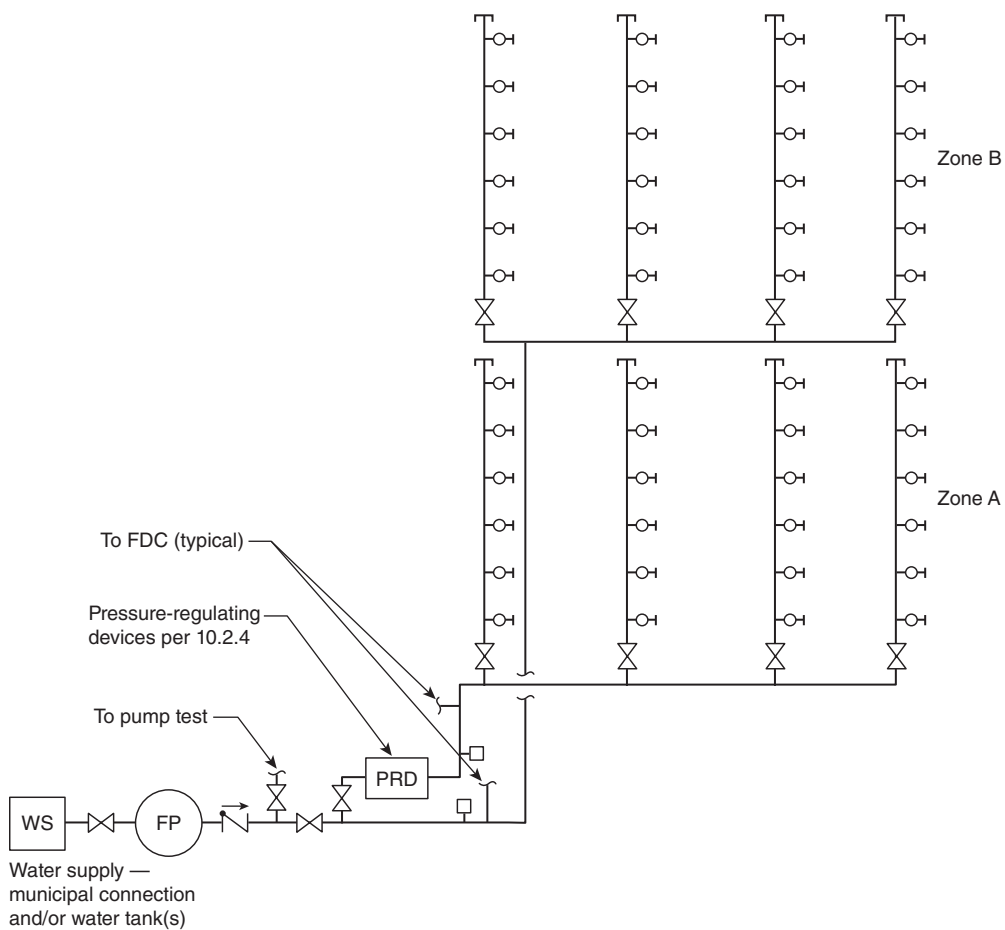 Zone B
Zone A
To FDC (typical)
Pressure-regulating
devices per 10.2.4
To pump test
PRD
WS
FP
Water supply —
municipal connection
and/or water tank(s)